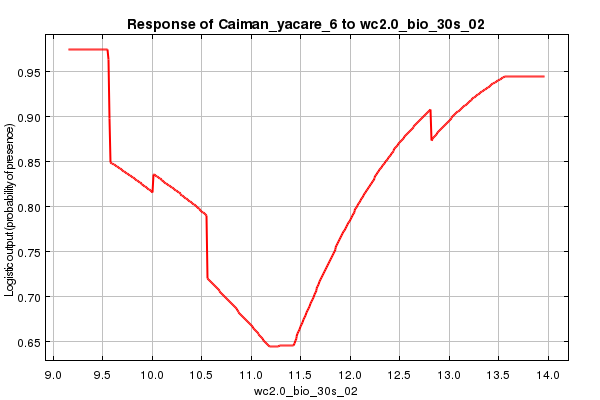 Response of Caiman_yacare_6 to wc2.0_bio_30s_02
Logistic output (probability of presence)
0.95
0.90
0.85
0.80
0.75
0.70
0.65
9.0 9.5 10.0 10.5 11.0 11.5 12.0 12.5 13.0 13.5 14.0
wc2.0_bio_30s_02